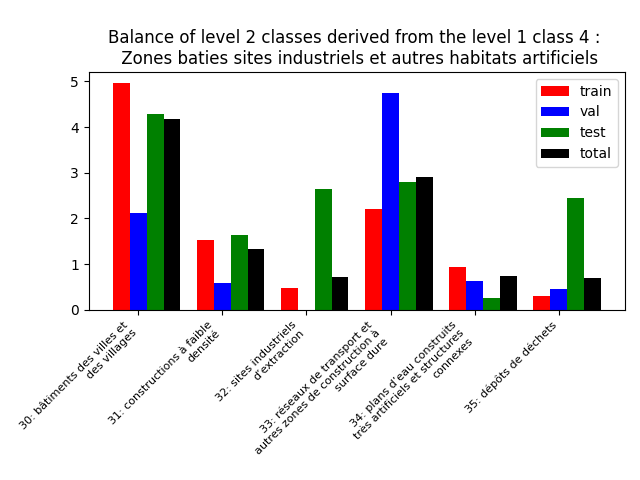 Balance of level 2 classes derived from the level 1 class 4 :
Zones baties sites industriels et autres habitats artificiels
5
4
3
2
1
0
train
val
test
total
30: bâtiments des villes et
des villages
31: constructions à faible
densité
32: sites industriels
d'extraction
33: réseaux de transport et
autres zones de construction à
surface dure
34: plans d'eau construits
très artificiels et structures
connexes
35: dépôts de déchets